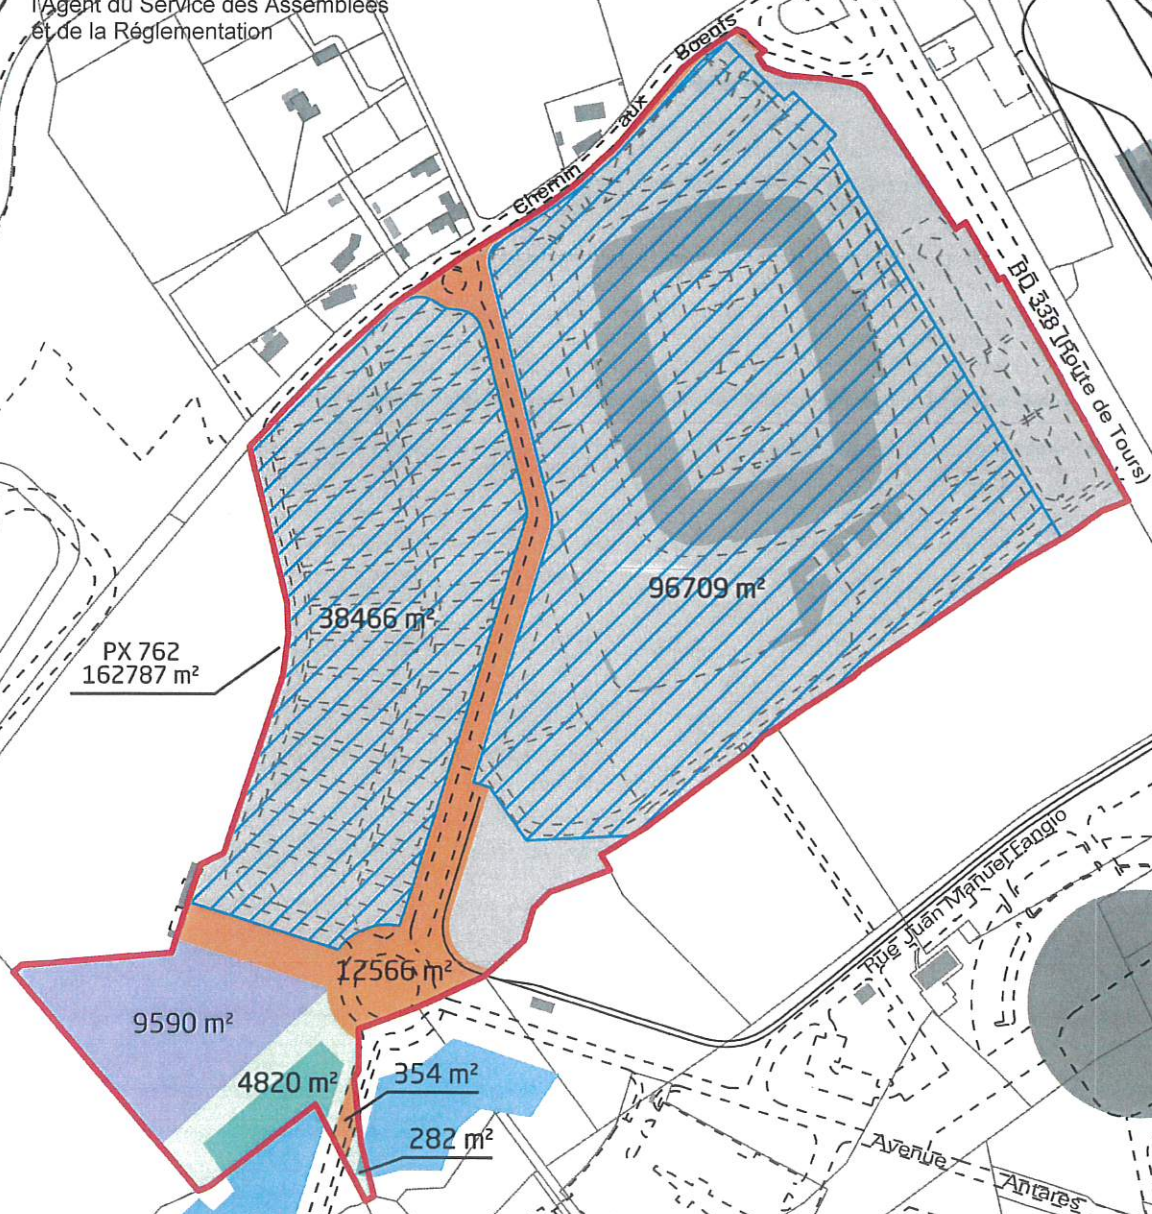 l'Agent du Service des Assemblées
et de la Réglementation
Chemin aux Boeufs
BD 338 (Route de Tours)
96709 m²
38466 m²
PX 762
162787 m²
Rue Juan Manuel Fangio
12566 m²
9590 m²
4820 m²
354 m²
282 m²
Avenue Antares